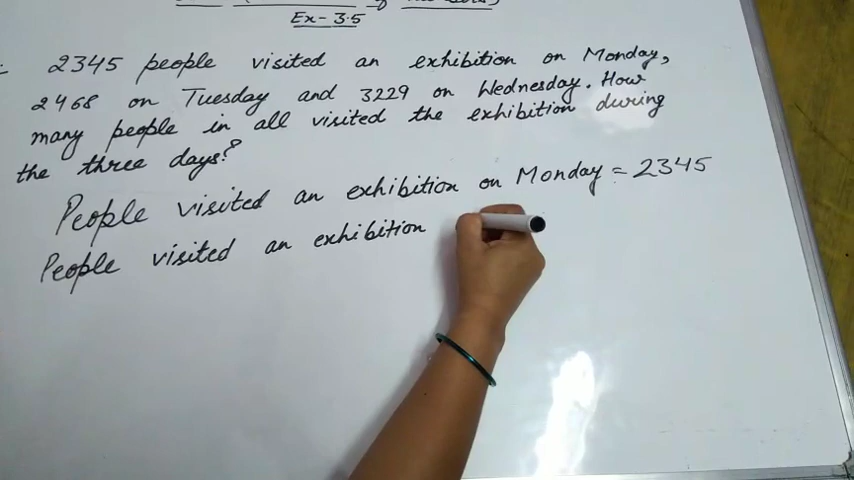 Ex- 3.5
2345 people visited an exhibition on Monday,
2468 on Tuesday and 3229 on Wednesday. How
many people in all visited the exhibition during
the three days?
People visited an exhibition on Monday = 2345
People visited an exhibition